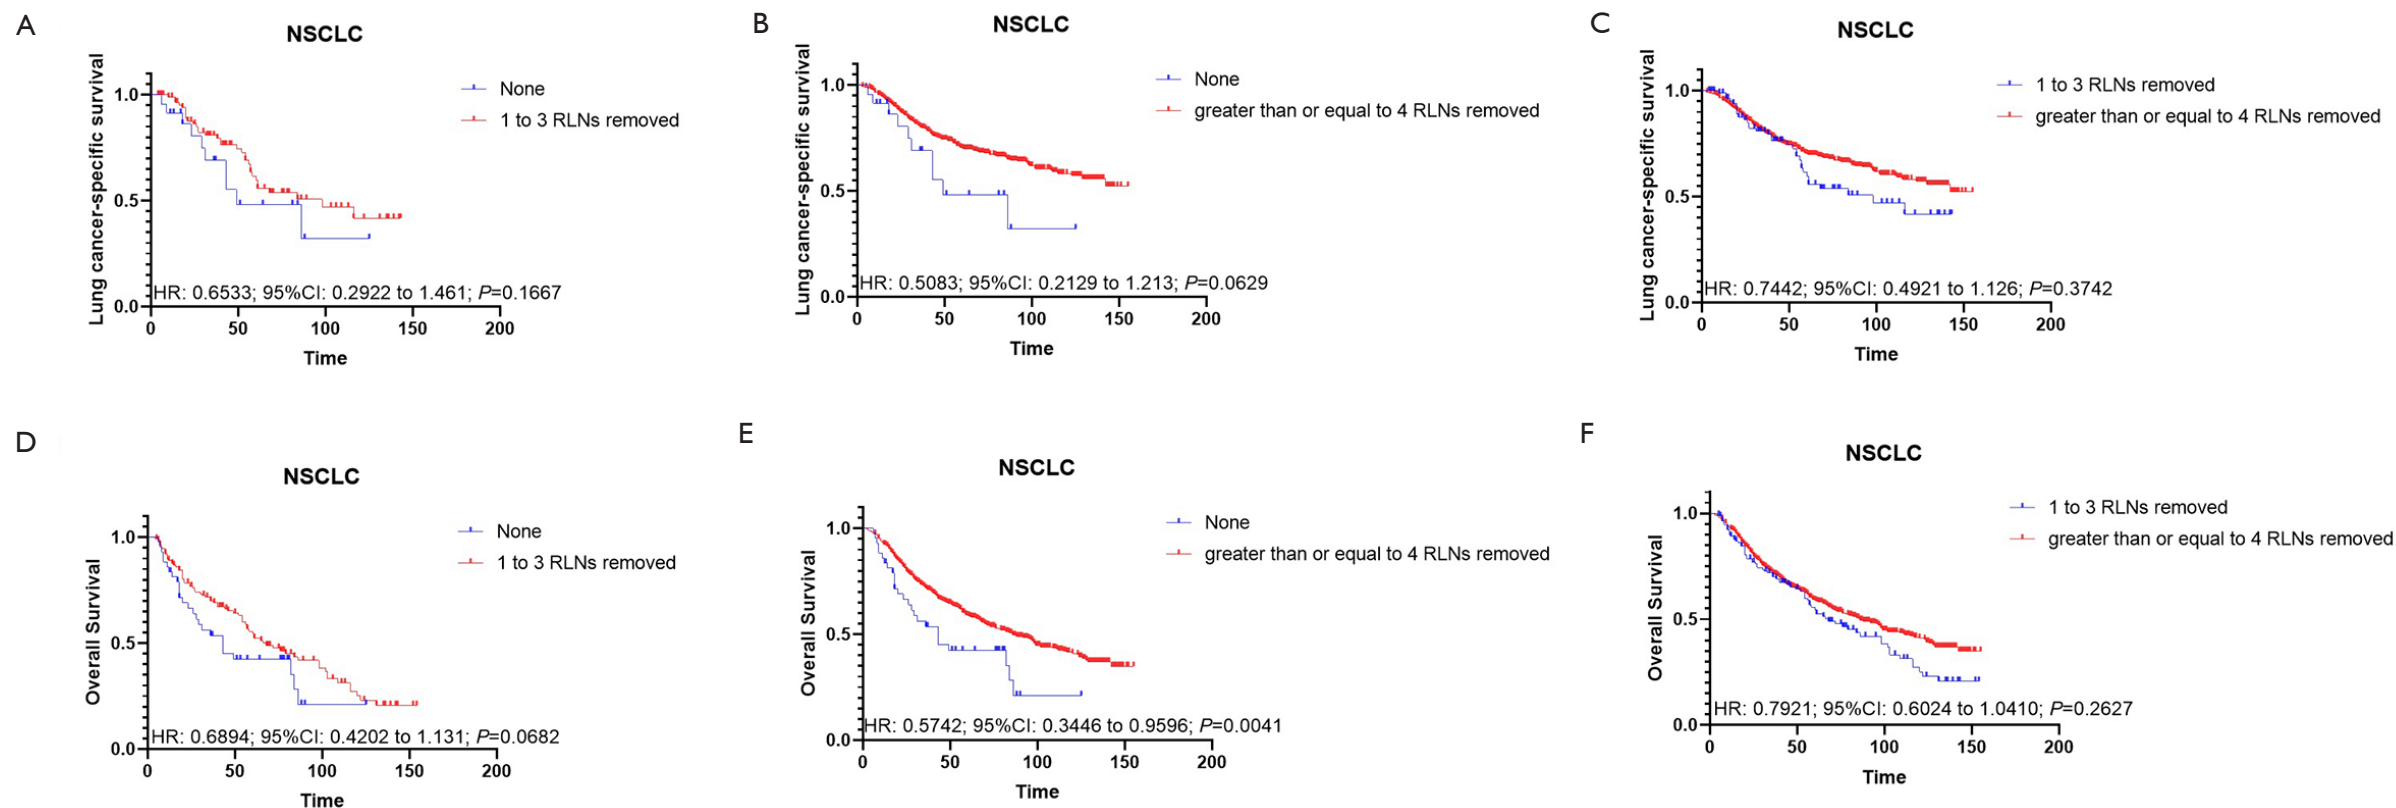 A
NSCLC
Lung cancer-specific survival
1.0
0.5
0.0
0 50 100 150 200
Time
None
1 to 3 RLNs removed
HR: 0.6533; 95%CI: 0.2922 to 1.461; P=0.1667
B
NSCLC
Lung cancer-specific survival
1.0
0.5
0.0
0 50 100 150 200
Time
None
greater than or equal to 4 RLNs removed
HR: 0.5083; 95%CI: 0.2129 to 1.213; P=0.0629
C
NSCLC
Lung cancer-specific survival
1.0
0.5
0.0
0 50 100 150 200
Time
1 to 3 RLNs removed
greater than or equal to 4 RLNs removed
HR: 0.7442; 95%CI: 0.4921 to 1.126; P=0.3742
D
NSCLC
Overall Survival
1.0
0.5
0.0
0 50 100 150 200
Time
None
1 to 3 RLNs removed
HR: 0.6894; 95%CI: 0.4202 to 1.131; P=0.0682
E
NSCLC
Overall Survival
1.0
0.5
0.0
0 50 100 150 200
Time
None
greater than or equal to 4 RLNs removed
HR: 0.5742; 95%CI: 0.3446 to 0.9596; P=0.0041
F
NSCLC
Overall Survival
1.0
0.5
0.0
0 50 100 150 200
Time
1 to 3 RLNs removed
greater than or equal to 4 RLNs removed
HR: 0.7921; 95%CI: 0.6024 to 1.0410; P=0.2627